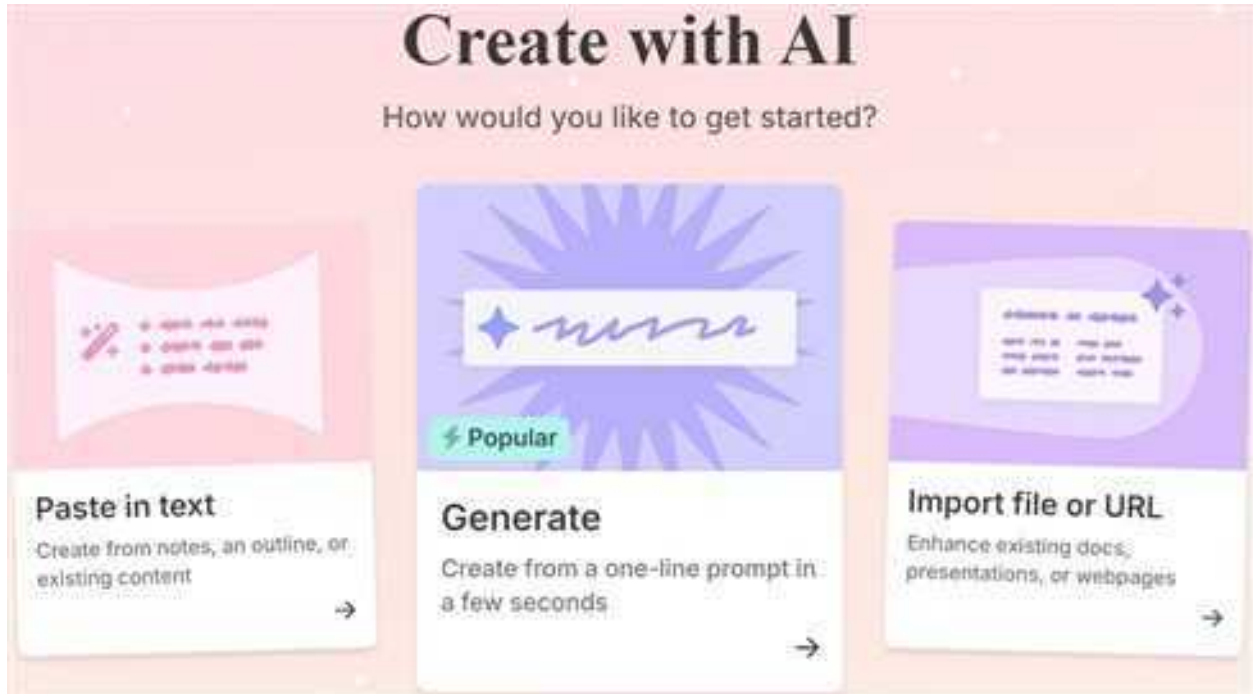 Create with AI
How would you like to get started?
Paste in text
Create from notes, an outline, or
existing content
Popular
Generate
Create from a one-line prompt in
a few seconds
Import file or URL
Enhance existing docs,
presentations, or webpages